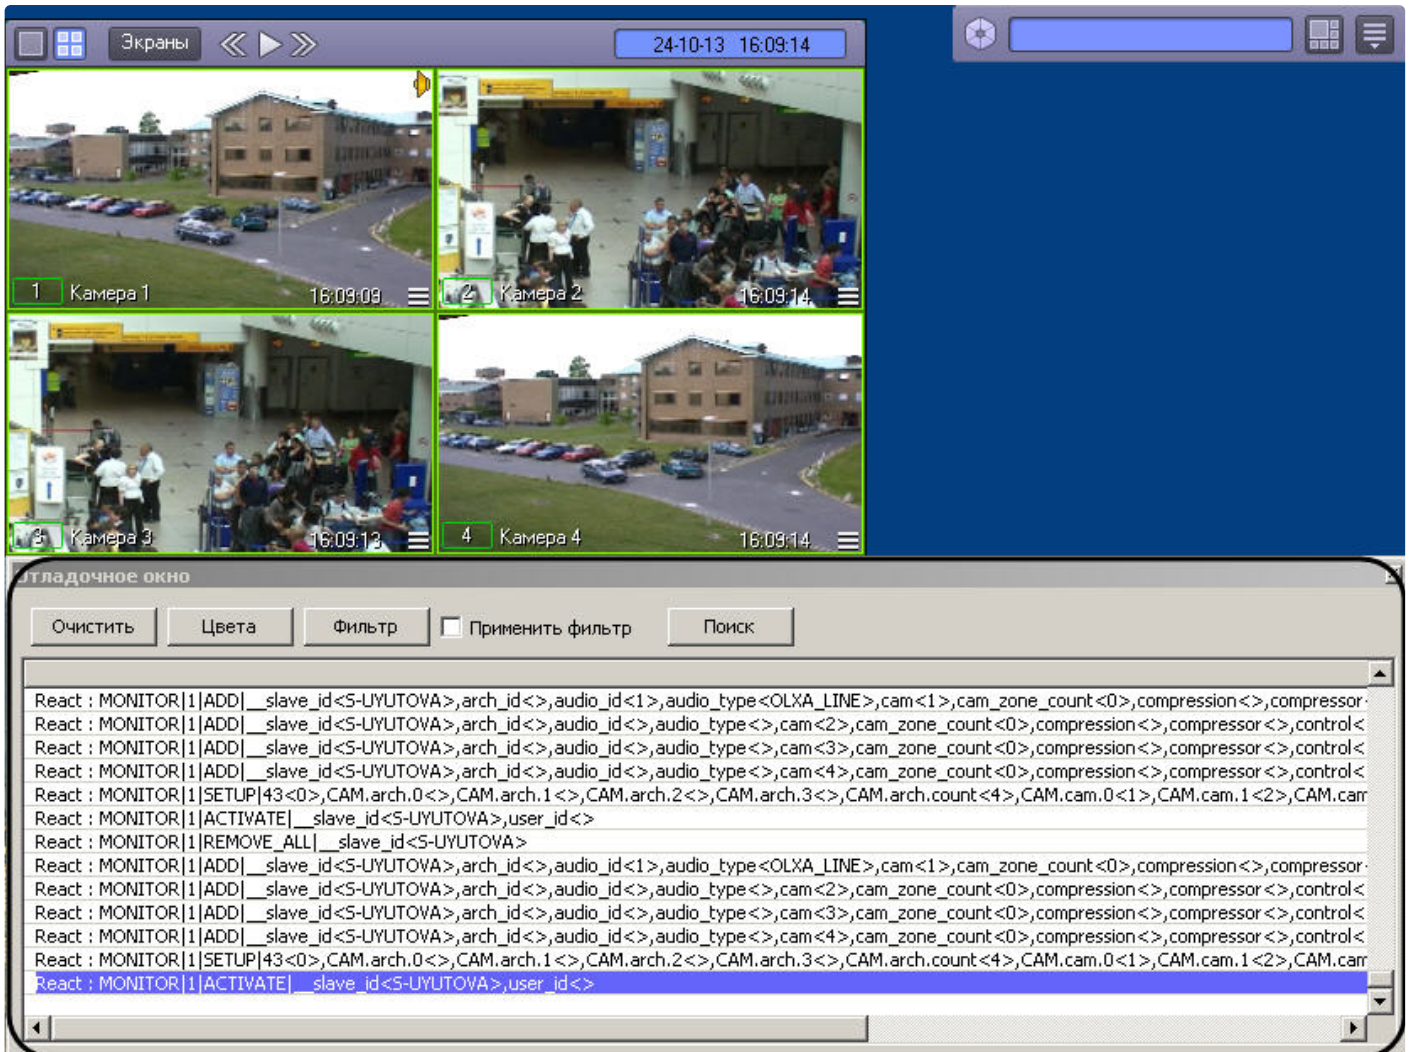 Экраны
24-10-13 16:09:14
1 Камера 1 16:09:09
2 Камера 2 16:09:14
3 Камера 3 16:09:13
4 Камера 4 16:09:14
Отладочное окно
Очистить Цвета Фильтр Применить фильтр Поиск
React : MONITOR|1|ADD|__slave_id<S-UYUTOVA>,arch_id<>,audio_id<1>,audio_type<OLXA_LINE>,cam<1>,cam_zone_count<0>,compression<>,compressor<
React : MONITOR|1|ADD|__slave_id<S-UYUTOVA>,arch_id<>,audio_id<>,audio_type<>,cam<2>,cam_zone_count<0>,compression<>,compressor<>,control<
React : MONITOR|1|ADD|__slave_id<S-UYUTOVA>,arch_id<>,audio_id<>,audio_type<>,cam<3>,cam_zone_count<0>,compression<>,compressor<>,control<
React : MONITOR|1|ADD|__slave_id<S-UYUTOVA>,arch_id<>,audio_id<>,audio_type<>,cam<4>,cam_zone_count<0>,compression<>,compressor<>,control<
React : MONITOR|1|SETUP|43<0>,CAM.arch.0<>,CAM.arch.1<>,CAM.arch.2<>,CAM.arch.3<>,CAM.arch.count<4>,CAM.cam.0<1>,CAM.cam.1<2>,CAM.cam
React : MONITOR|1|ACTIVATE|__slave_id<S-UYUTOVA>,user_id<>
React : MONITOR|1|REMOVE_ALL|__slave_id<S-UYUTOVA>
React : MONITOR|1|ADD|__slave_id<S-UYUTOVA>,arch_id<>,audio_id<1>,audio_type<OLXA_LINE>,cam<1>,cam_zone_count<0>,compression<>,compressor<
React : MONITOR|1|ADD|__slave_id<S-UYUTOVA>,arch_id<>,audio_id<>,audio_type<>,cam<2>,cam_zone_count<0>,compression<>,compressor<>,control<
React : MONITOR|1|ADD|__slave_id<S-UYUTOVA>,arch_id<>,audio_id<>,audio_type<>,cam<3>,cam_zone_count<0>,compression<>,compressor<>,control<
React : MONITOR|1|ADD|__slave_id<S-UYUTOVA>,arch_id<>,audio_id<>,audio_type<>,cam<4>,cam_zone_count<0>,compression<>,compressor<>,control<
React : MONITOR|1|SETUP|43<0>,CAM.arch.0<>,CAM.arch.1<>,CAM.arch.2<>,CAM.arch.3<>,CAM.arch.count<4>,CAM.cam.0<1>,CAM.cam.1<2>,CAM.cam
React : MONITOR|1|ACTIVATE|__slave_id<S-UYUTOVA>,user_id<>